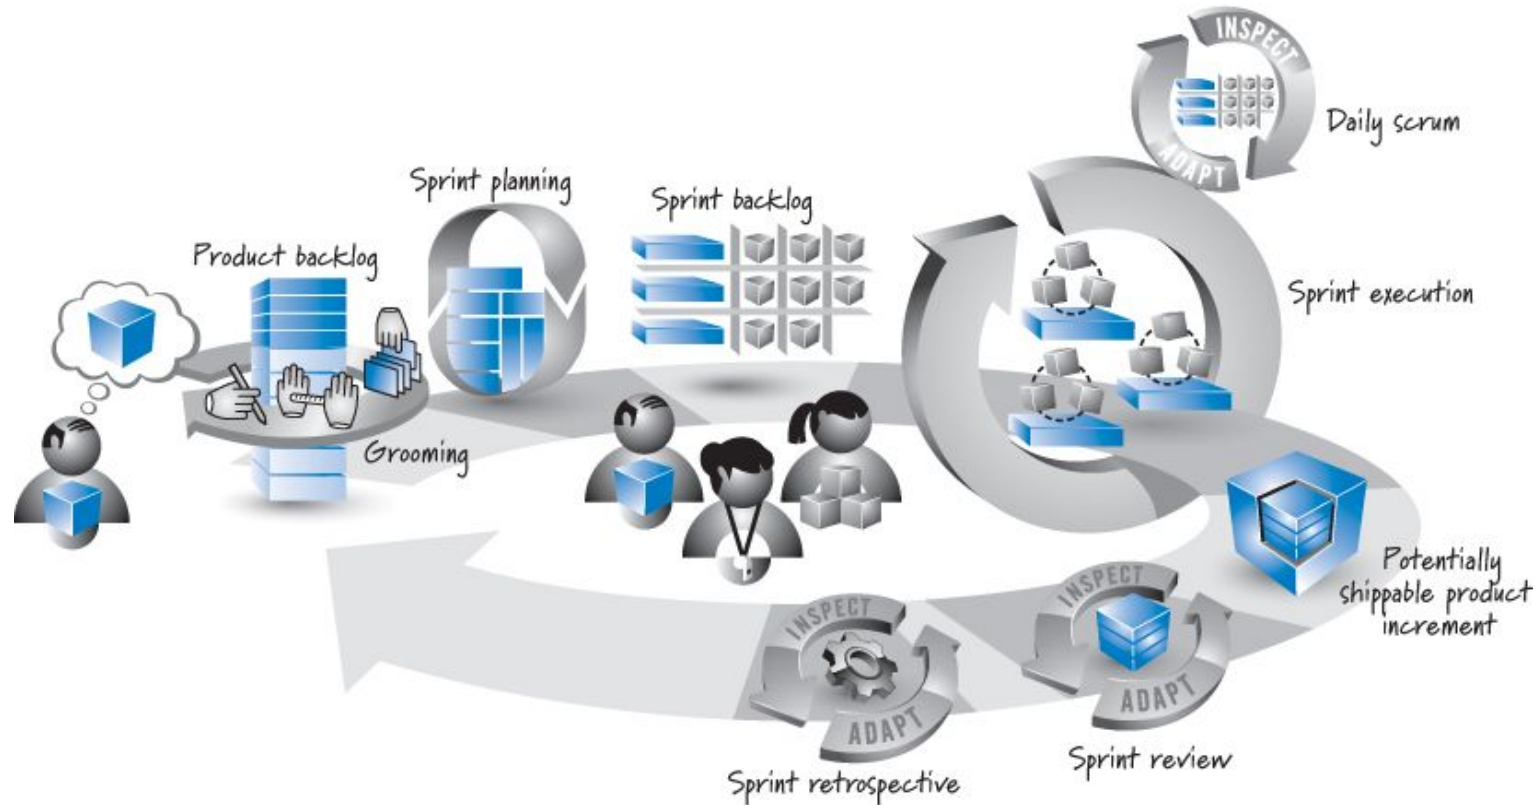 INSPECT
ADAPT
Daily scrum
Sprint planning
Sprint backlog
Product backlog
Sprint execution
Grooming
Potentially
shippable product
increment
INSPECT
ADAPT
Sprint retrospective
INSPECT
ADAPT
Sprint review